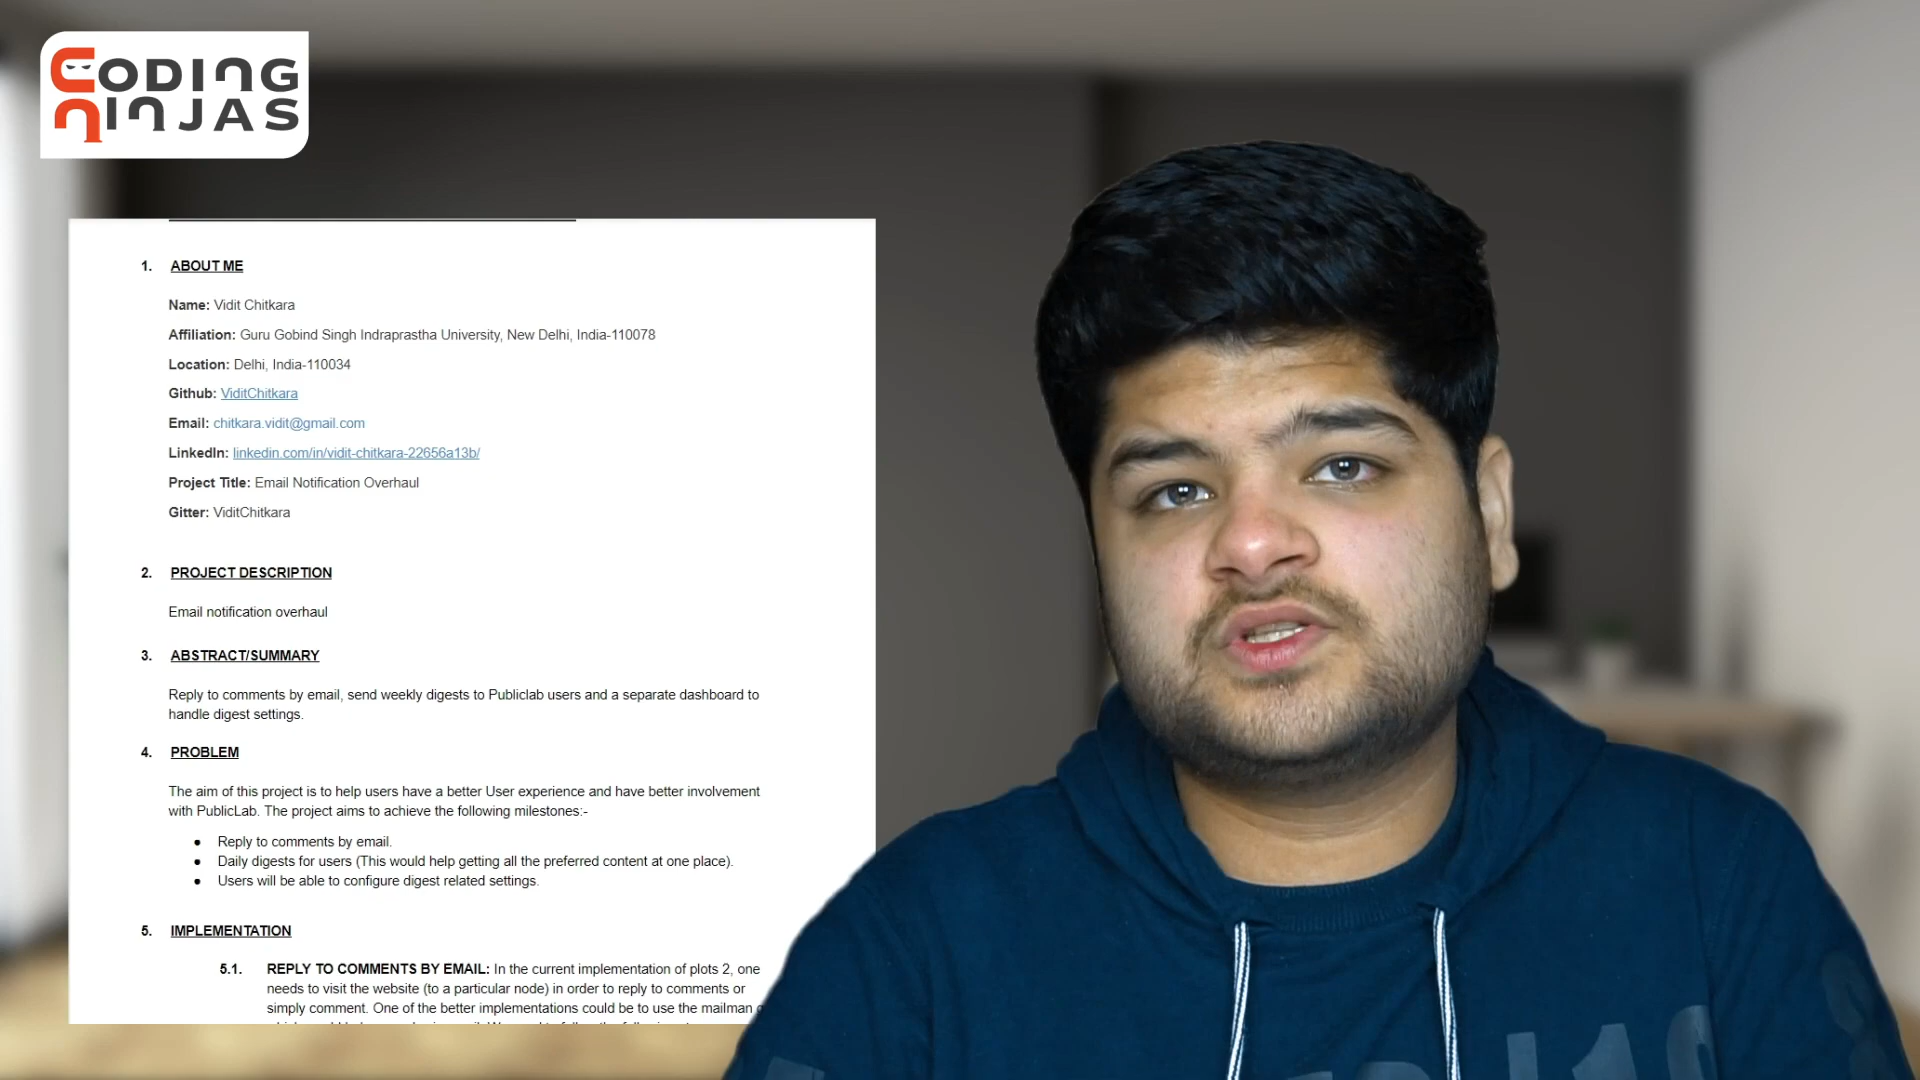 CODING
NINJAS
1. ABOUT ME
Name: Vidit Chitkara
Affiliation: Guru Gobind Singh Indraprastha University, New Delhi, India-110078
Location: Delhi, India-110034
Github: ViditChitkara
Email: chitkara.vidit@gmail.com
LinkedIn: linkedin.com/in/vidit-chitkara-22656a13b/
Project Title: Email Notification Overhaul
Gitter: ViditChitkara
2. PROJECT DESCRIPTION
Email notification overhaul
3. ABSTRACT/SUMMARY
Reply to comments by email, send weekly digests to Publiclab users and a separate dashboard to
handle digest settings.
4. PROBLEM
The aim of this project is to help users have a better User experience and have better involvement
with PublicLab. The project aims to achieve the following milestones:-
● Reply to comments by email.
● Daily digests for users (This would help getting all the preferred content at one place).
● Users will be able to configure digest related settings.
5. IMPLEMENTATION
5.1. REPLY TO COMMENTS BY EMAIL: In the current implementation of plots 2, one
needs to visit the website (to a particular node) in order to reply to comments or
simply comment. One of the better implementations could be to use the mailman